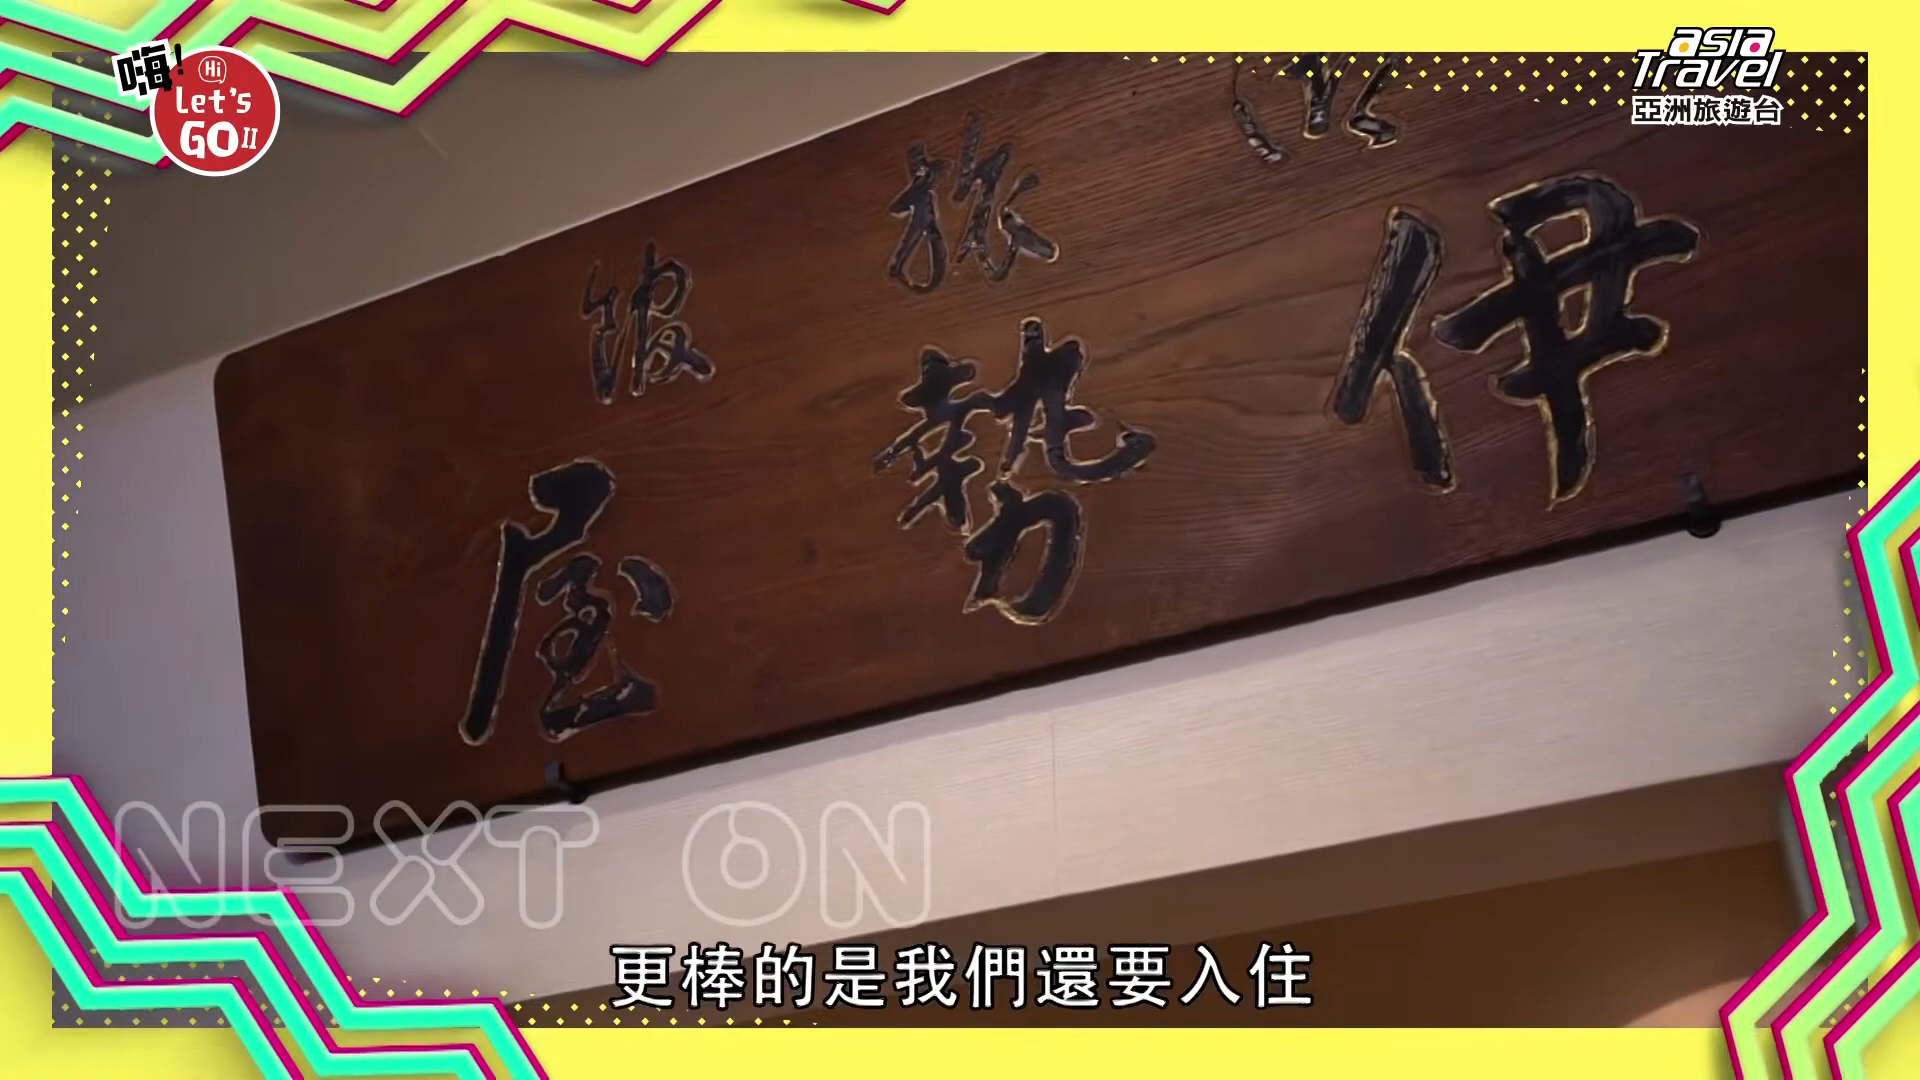 嗨!
Hi
Let's
GO II
asia
Travel
亞洲旅遊台
旅館
伊勢屋
NEXT ON
更棒的是我們還要入住